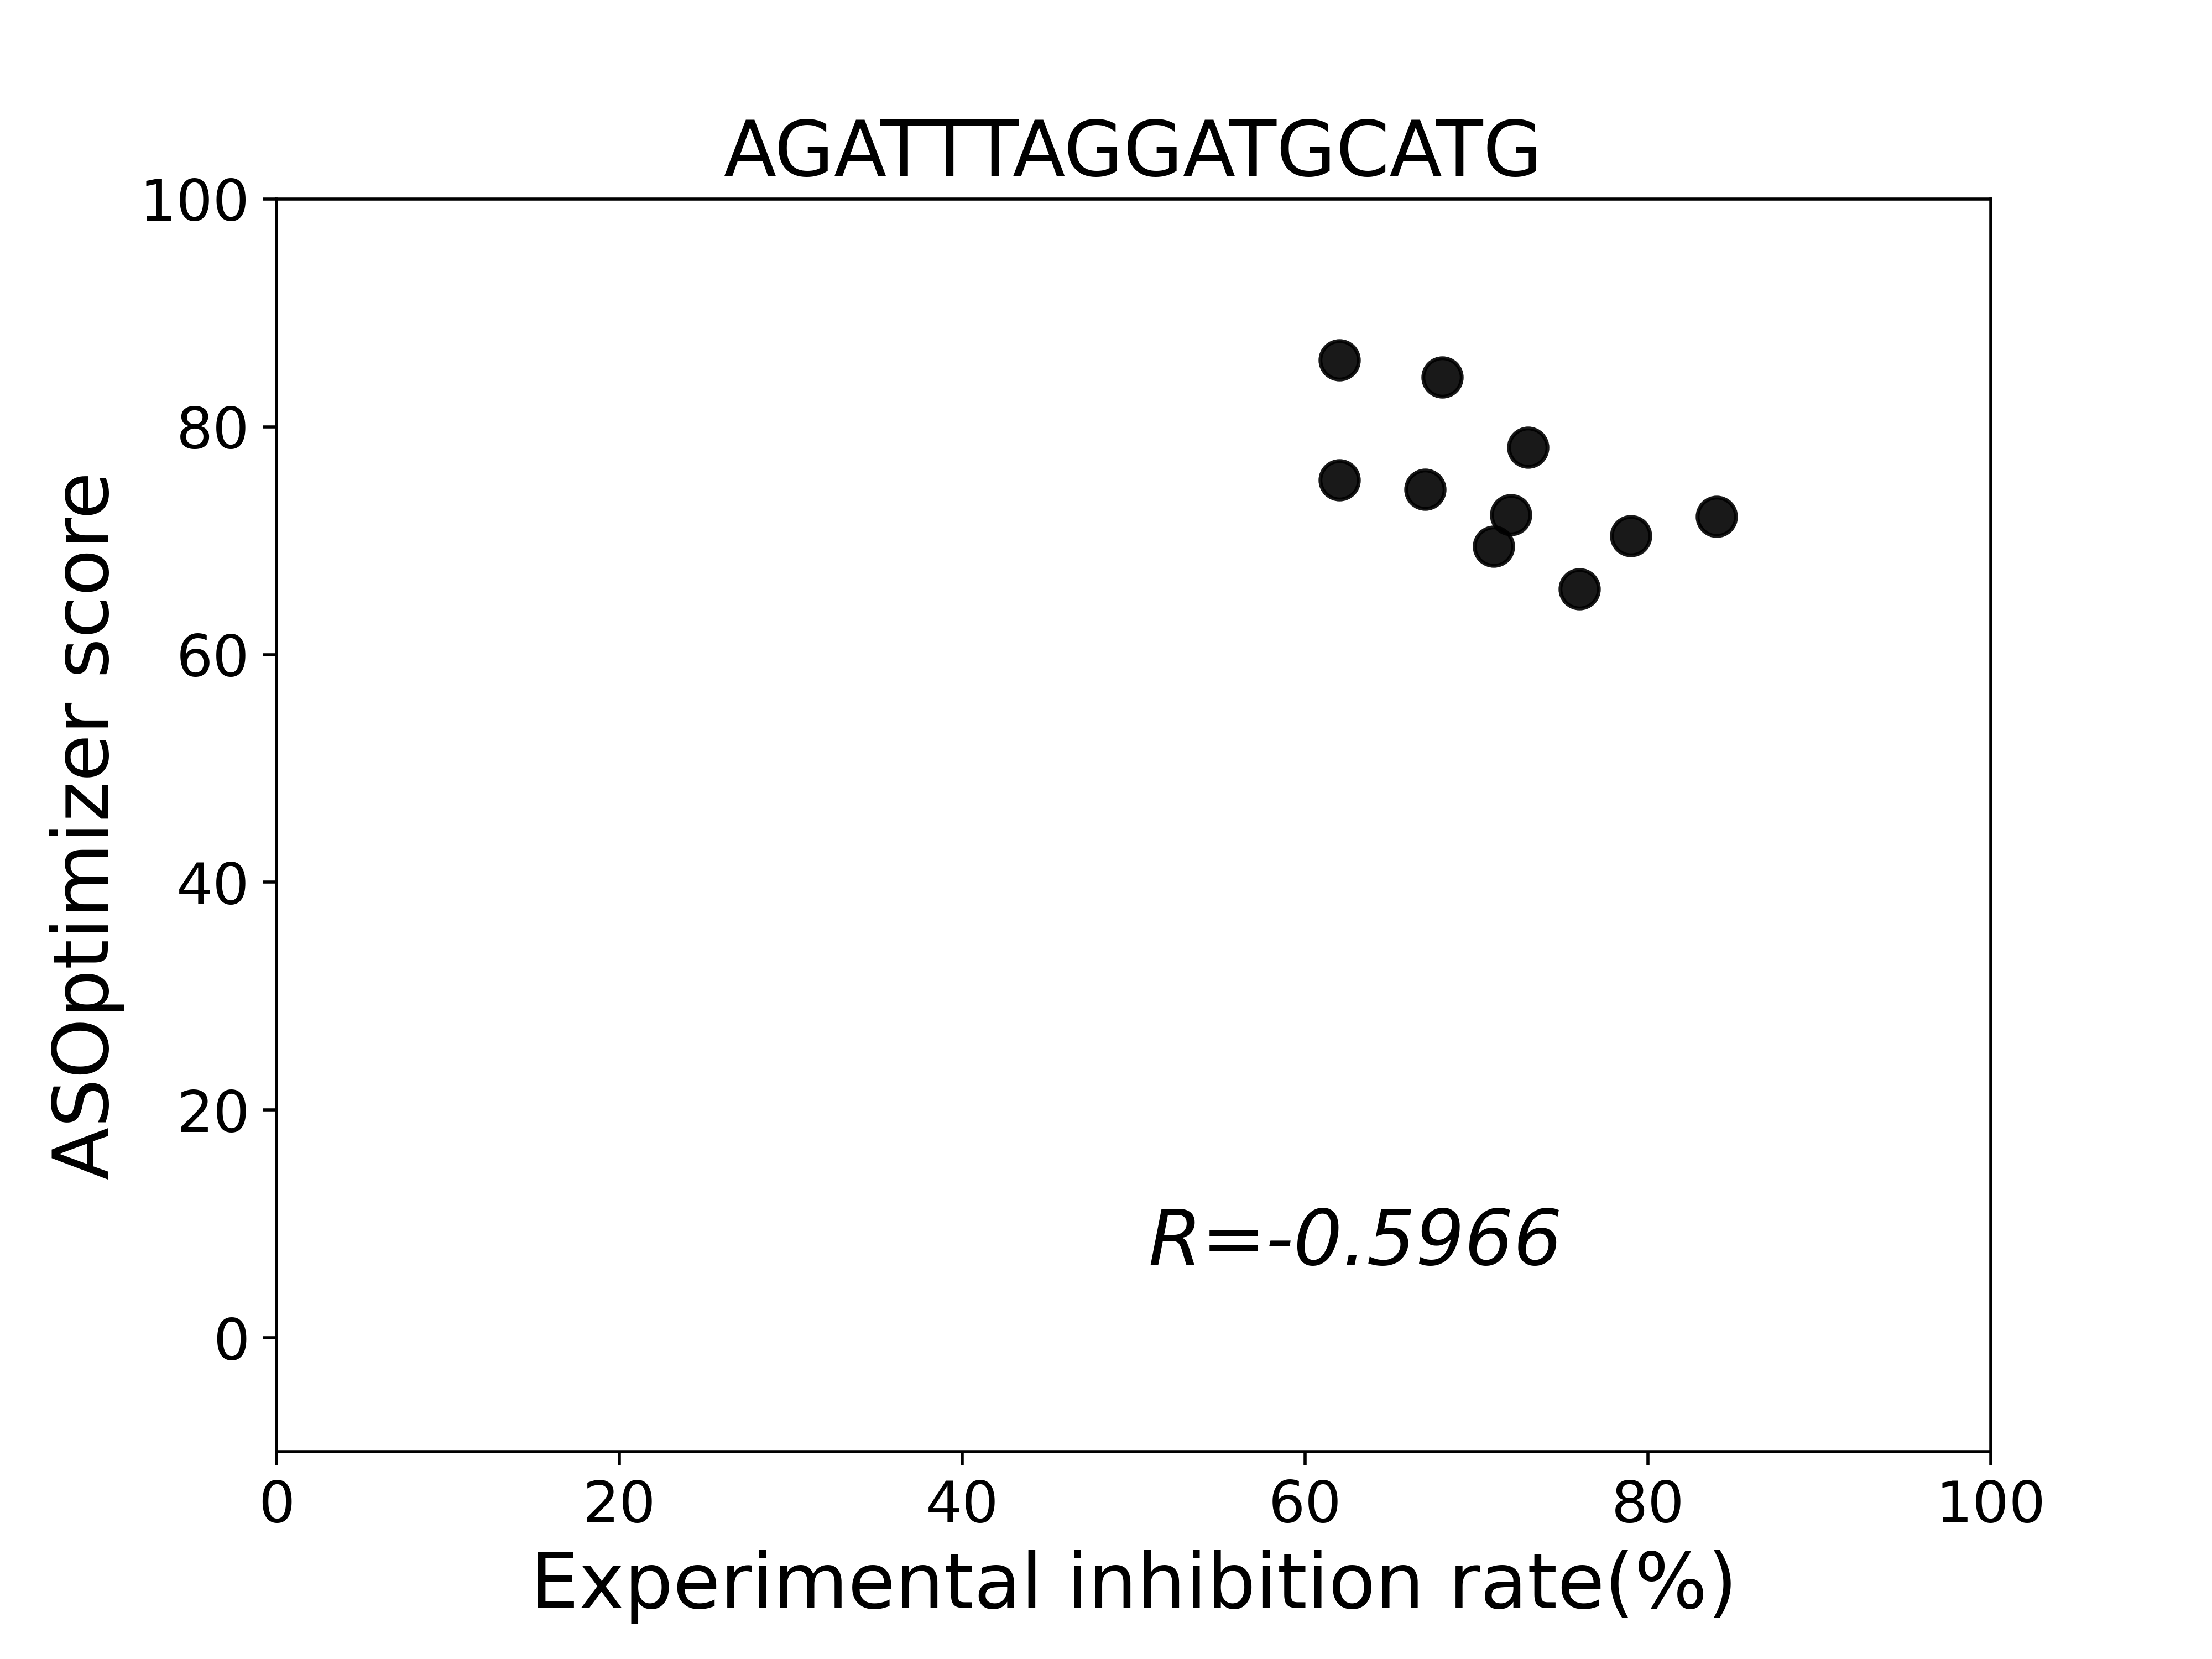 AGATTTAGGATGCATG
100
80
60
40
20
0
ASOptimizer score
R=-0.5966
0 20 40 60 80 100
Experimental inhibition rate(%)